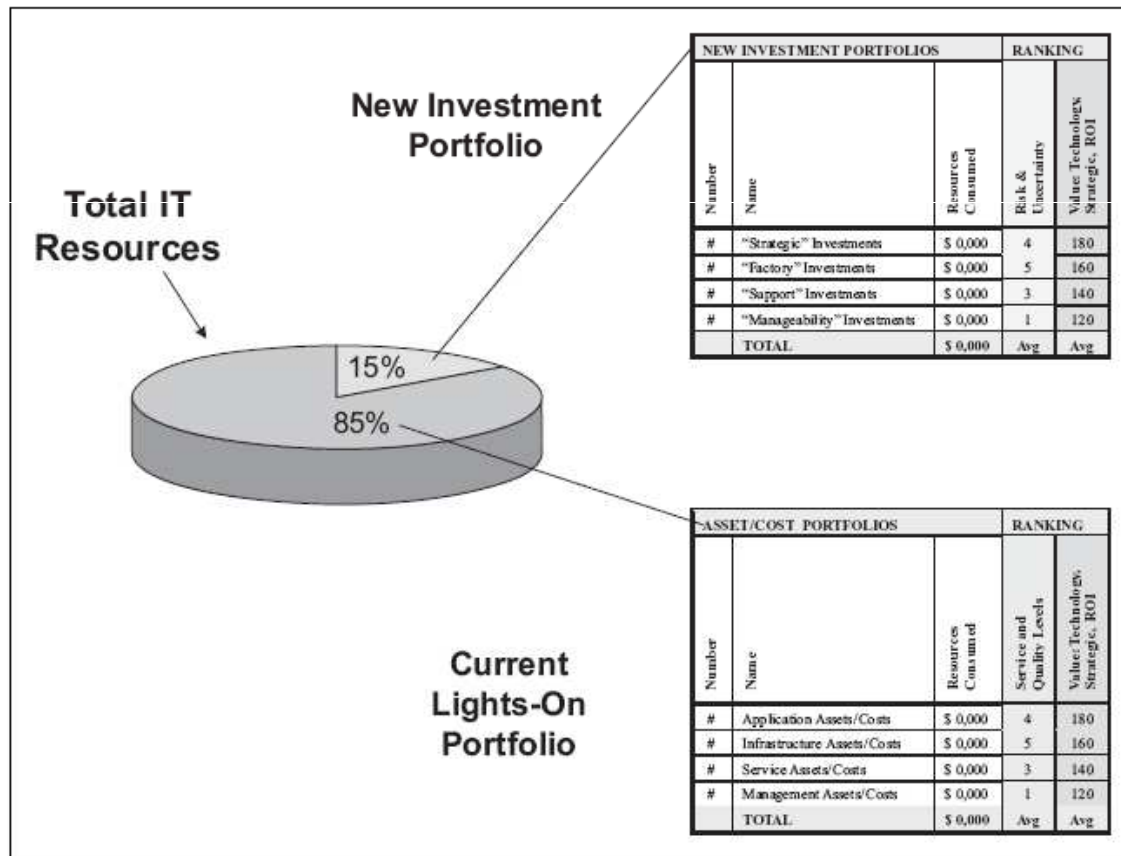 New Investment
Portfolio
Total IT
Resources
15%
85%
Current
Lights-On
Portfolio
NEW INVESTMENT PORTFOLIOS RANKING
Number Name Resources Consumed Risk & Uncertainty Value: Technology, Strategic, ROI
# "Strategic" Investments $ 0,000 4 180
# "Factory" Investments $ 0,000 5 160
# "Support" Investments $ 0,000 3 140
# "Manageability" Investments $ 0,000 1 120
TOTAL $ 0,000 Avg Avg
ASSET/COST PORTFOLIOS RANKING
Number Name Resources Consumed Service and Quality Levels Value: Technology, Strategic, ROI
# Application Assets/Costs $ 0,000 4 180
# Infrastructure Assets/Costs $ 0,000 5 160
# Service Assets/Costs $ 0,000 3 140
# Management Assets/Costs $ 0,000 1 120
TOTAL $ 0,000 Avg Avg